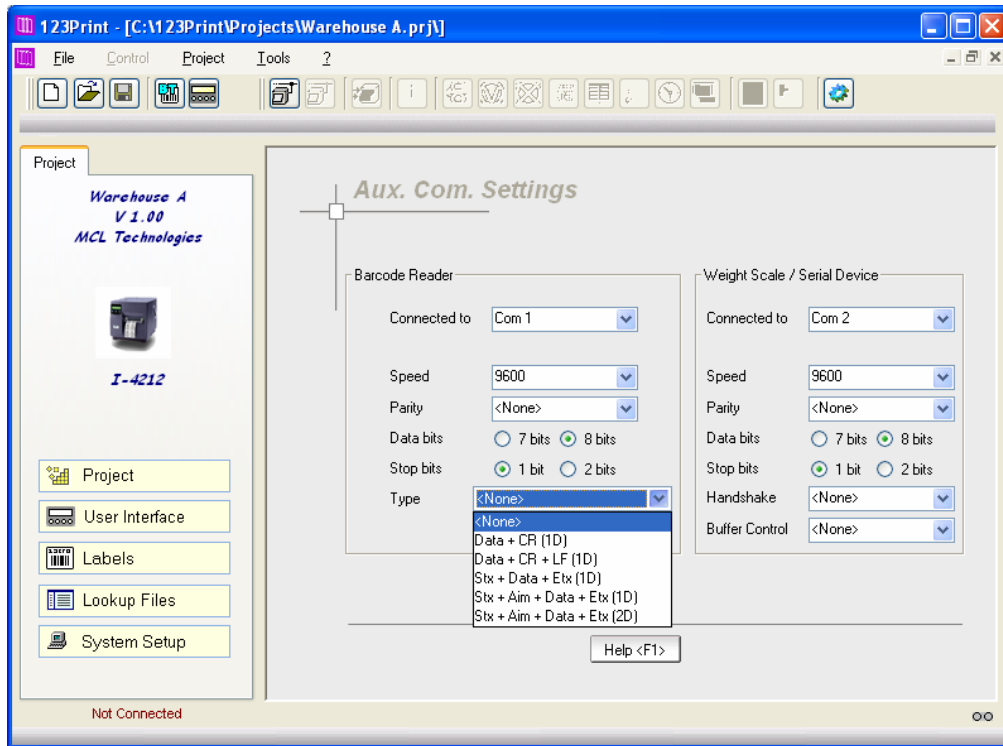 123Print - [C:\123Print\Projects\Warehouse A.prj\]
File Control Project Tools ?
Project
Warehouse A
V 1.00
MCL Technologies
I-4212
Project
User Interface
Labels
Lookup Files
System Setup
Not Connected
Aux. Com. Settings
Barcode Reader
Connected to Com 1
Speed 9600
Parity <None>
Data bits 7 bits 8 bits
Stop bits 1 bit 2 bits
Type <None>
<None>
Data + CR (1D)
Data + CR + LF (1D)
Stx + Data + Etx (1D)
Stx + Aim + Data + Etx (1D)
Stx + Aim + Data + Etx (2D)
Weight Scale / Serial Device
Connected to Com 2
Speed 9600
Parity <None>
Data bits 7 bits 8 bits
Stop bits 1 bit 2 bits
Handshake <None>
Buffer Control <None>
Help <F1>